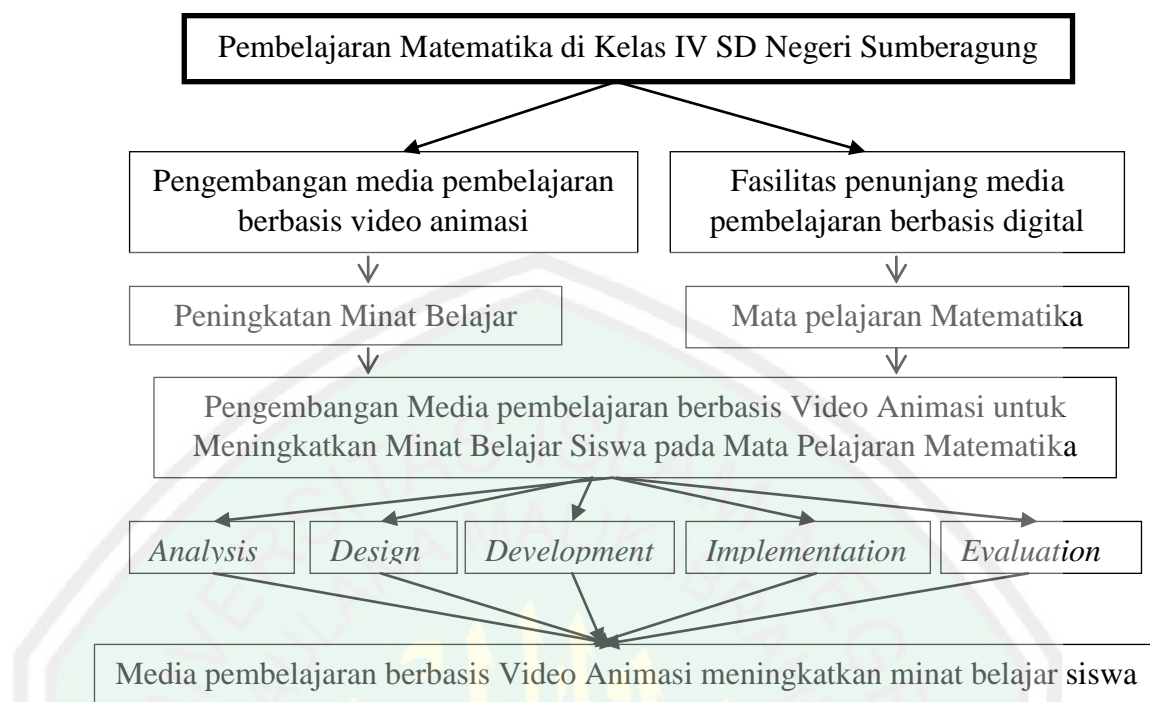 Pembelajaran Matematika di Kelas IV SD Negeri Sumberagung
Pengembangan media pembelajaran
berbasis video animasi
Fasilitas penunjang media
pembelajaran berbasis digital
Peningkatan Minat Belajar
Mata pelajaran Matematika
Pengembangan Media pembelajaran berbasis Video Animasi untuk
Meningkatkan Minat Belajar Siswa pada Mata Pelajaran Matematika
Analysis
Design
Development
Implementation
Evaluation
Media pembelajaran berbasis Video Animasi meningkatkan minat belajar siswa